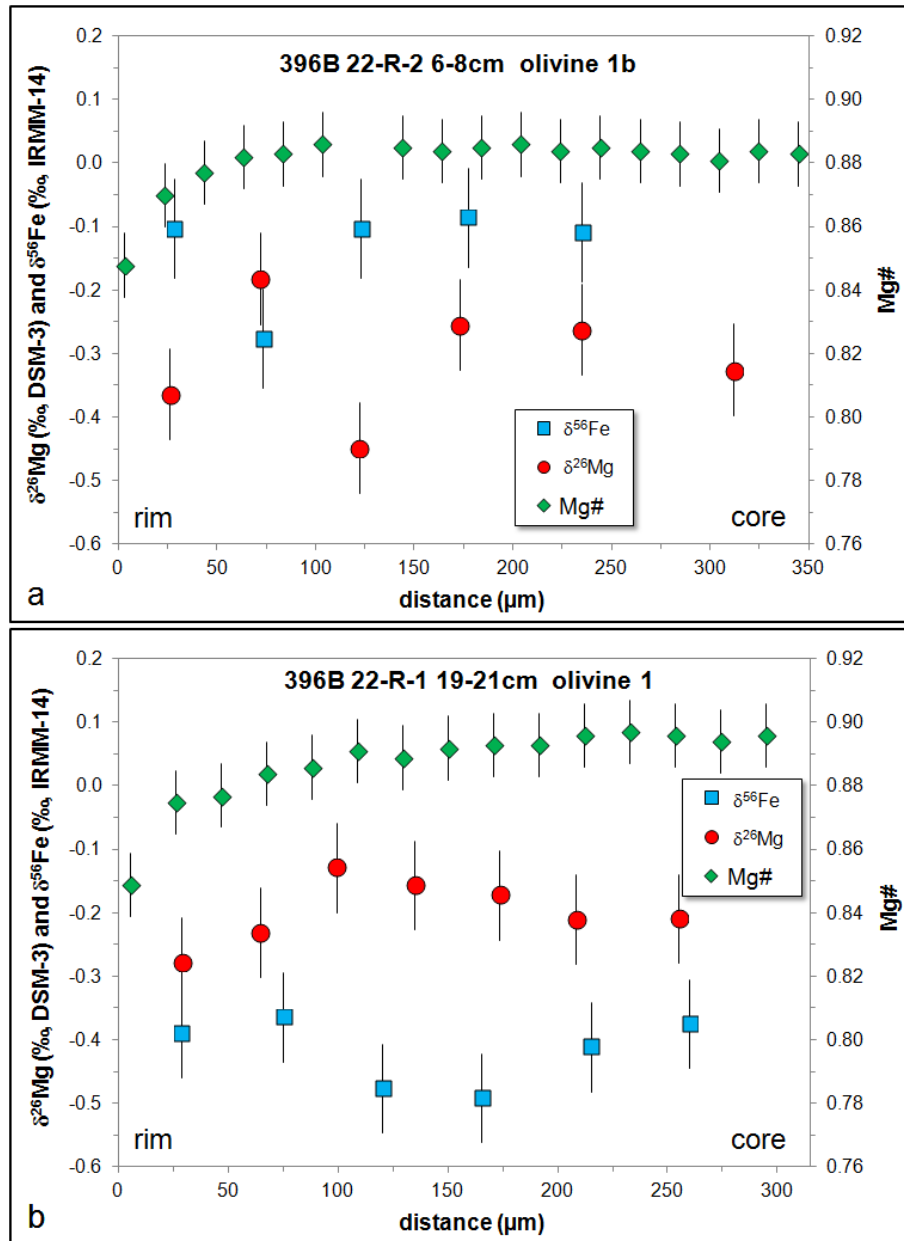 396B 22-R-2 6-8cm olivine 1b
0.2
0.1
0.0
-0.1
-0.2
-0.3
-0.4
-0.5
-0.6
δ²⁶Mg (‰, DSM-3) and δ⁵⁶Fe (‰, IRMM-14)
0.92
0.90
0.88
0.86
0.84
0.82
0.80
0.78
0.76
Mg#
δ⁵⁶Fe
δ²⁶Mg
Mg#
rim
core
0 50 100 150 200 250 300 350
distance (µm)
a
396B 22-R-1 19-21cm olivine 1
0.2
0.1
0.0
-0.1
-0.2
-0.3
-0.4
-0.5
-0.6
δ²⁶Mg (‰, DSM-3) and δ⁵⁶Fe (‰, IRMM-14)
0.92
0.90
0.88
0.86
0.84
0.82
0.80
0.78
0.76
Mg#
δ⁵⁶Fe
δ²⁶Mg
Mg#
rim
core
0 50 100 150 200 250 300
distance (µm)
b